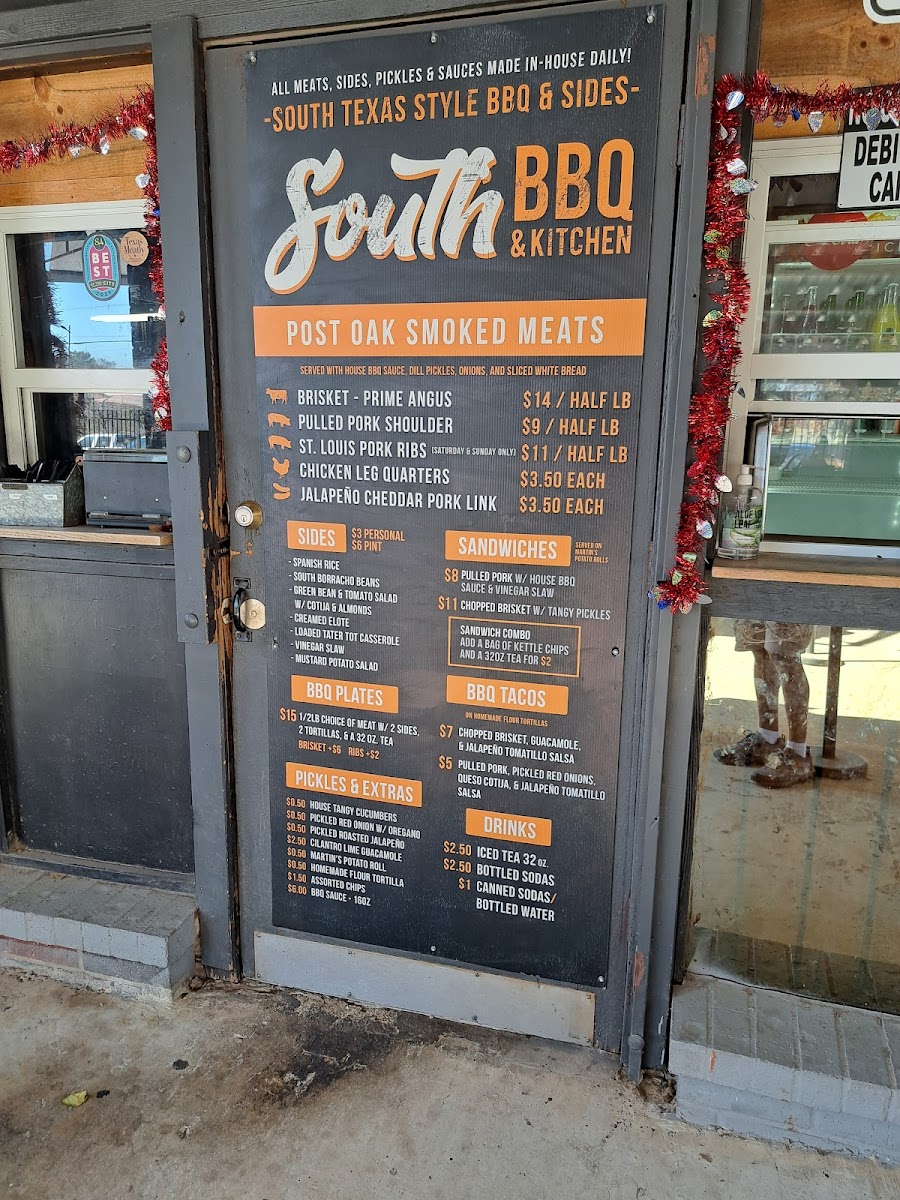 ALL MEATS, SIDES, PICKLES & SAUCES MADE IN-HOUSE DAILY!
-SOUTH TEXAS STYLE BBQ & SIDES-
South BBQ
& KITCHEN
POST OAK SMOKED MEATS
SERVED WITH HOUSE BBQ SAUCE, DILL PICKLES, ONIONS, AND SLICED WHITE BREAD
BRISKET - PRIME ANGUS $14 / HALF LB
PULLED PORK SHOULDER $9 / HALF LB
ST. LOUIS PORK RIBS (SATURDAY & SUNDAY ONLY) $11 / HALF LB
CHICKEN LEG QUARTERS $3.50 EACH
JALAPEÑO CHEDDAR PORK LINK $3.50 EACH
SIDES
$3 PERSONAL
$6 PINT
- SPANISH RICE
- SOUTH BORRACHO BEANS
- GREEN BEAN & TOMATO SALAD
W/ COTIJA & ALMONDS
- CREAMED ELOTE
- LOADED TATER TOT CASSEROLE
- VINEGAR SLAW
- MUSTARD POTATO SALAD
BBQ PLATES
$15 1/2LB CHOICE OF MEAT W/ 2 SIDES,
2 TORTILLAS, & A 32 OZ. TEA
BRISKET +$6 RIBS +$2
PICKLES & EXTRAS
$0.50 HOUSE TANGY CUCUMBERS
$0.50 PICKLED RED ONION W/ OREGANO
$0.50 PICKLED ROASTED JALAPEÑO
$2.50 CILANTRO LIME GUACAMOLE
$0.50 MARTIN'S POTATO ROLL
$0.50 HOMEMADE FLOUR TORTILLA
$1.50 ASSORTED CHIPS
$6.00 BBQ SAUCE - 16OZ
SANDWICHES
SERVED ON
MARTIN'S
POTATO ROLLS
$8 PULLED PORK W/ HOUSE BBQ
SAUCE & VINEGAR SLAW
$11 CHOPPED BRISKET W/ TANGY PICKLES
SANDWICH COMBO
ADD A BAG OF KETTLE CHIPS
AND A 32OZ TEA FOR $2
BBQ TACOS
ON HOMEMADE FLOUR TORTILLAS
$7 CHOPPED BRISKET, GUACAMOLE,
& JALAPEÑO TOMATILLO SALSA
$5 PULLED PORK, PICKLED RED ONIONS,
QUESO COTIJA, & JALAPEÑO TOMATILLO
SALSA
DRINKS
$2.50 ICED TEA 32 OZ.
$2.50 BOTTLED SODAS
$1 CANNED SODAS/
BOTTLED WATER
SA
BE
ST
Texas
DEBI
CA